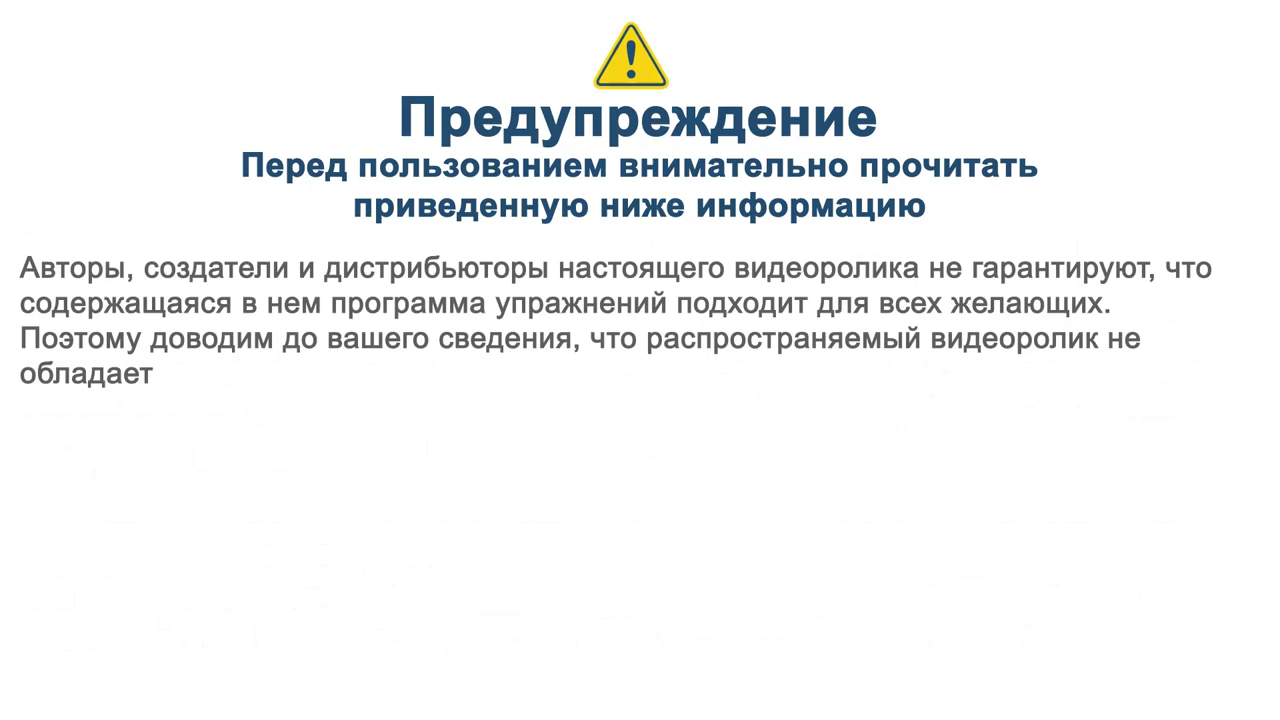 Предупреждение
Перед пользованием внимательно прочитать
приведенную ниже информацию
Авторы, создатели и дистрибьюторы настоящего видеоролика не гарантируют, что
содержащаяся в нем программа упражнений подходит для всех желающих.
Поэтому доводим до вашего сведения, что распространяемый видеоролик не
обладает